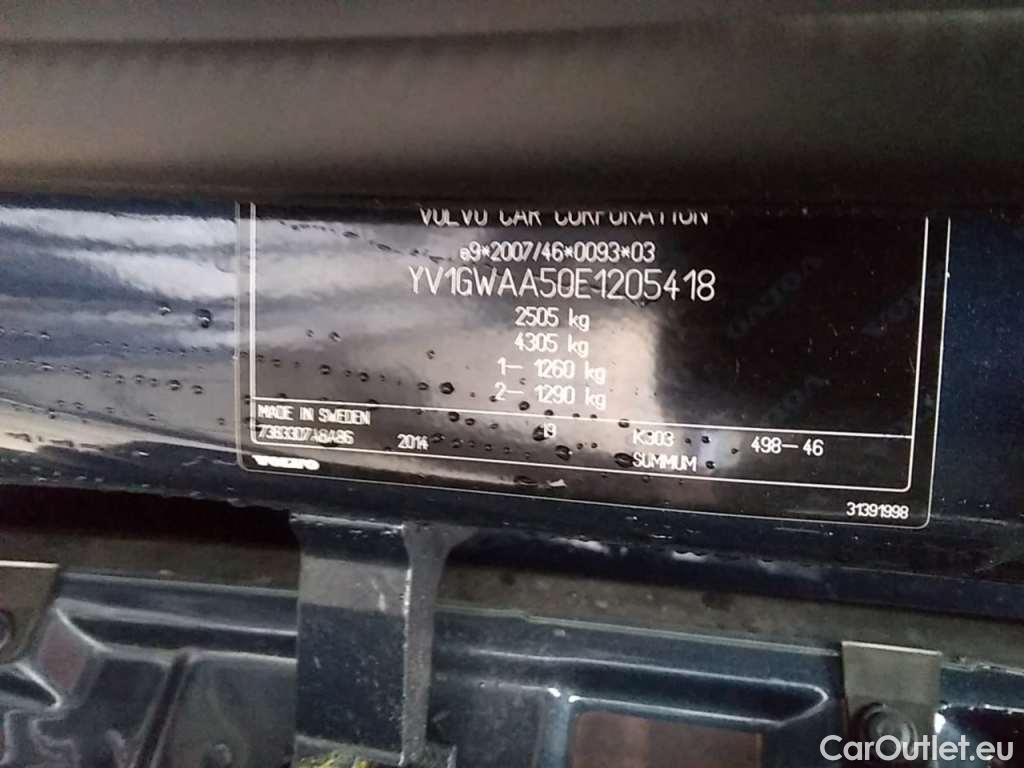 VOLVO CAR CORPORATION
e9*2007/46*0093*03
YV1GWAA50E1205418
2505 kg
4305 kg
1- 1260 kg
2- 1290 kg
MADE IN SWEDEN
2014 19 K303 498-46
SUMMUM
VOLVO
31391998
CarOutlet.eu